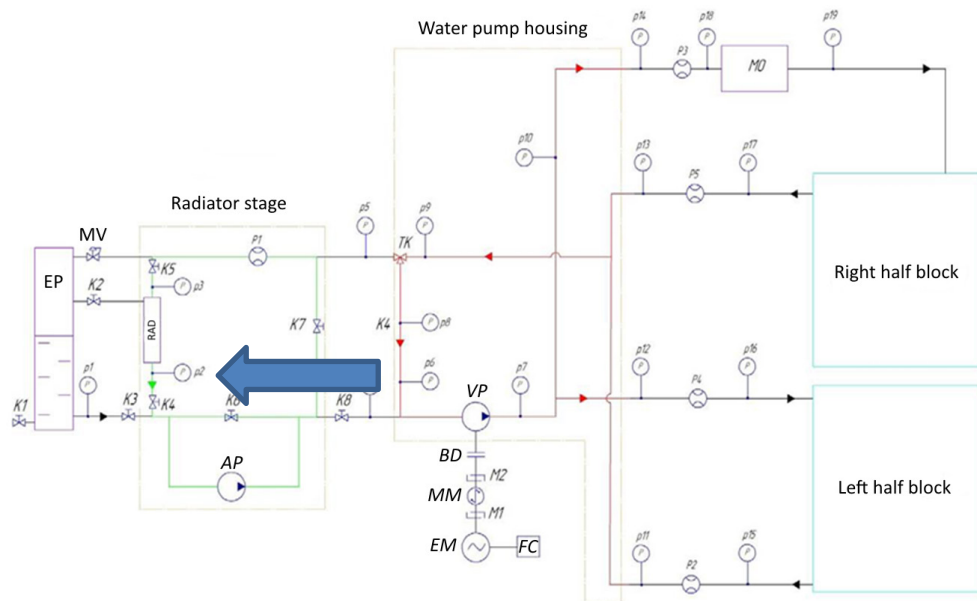 p14
p18
p19
Water pump housing
P
P
P
P3
MO
p10
P
p13
p17
P
P
P5
Radiator stage
p5
p9
P
P
MV
P1
TK
EP
K5
P
p3
Right half block
K2
RAD
K7
K4
P
p8
p12
p16
p1
P
p2
p6
P
VP
p7
P
P
P
P
P4
K1
K3
K4
K6
K8
AP
BD
M2
Left half block
MM
M1
p11
p15
EM
FC
P
P
P2